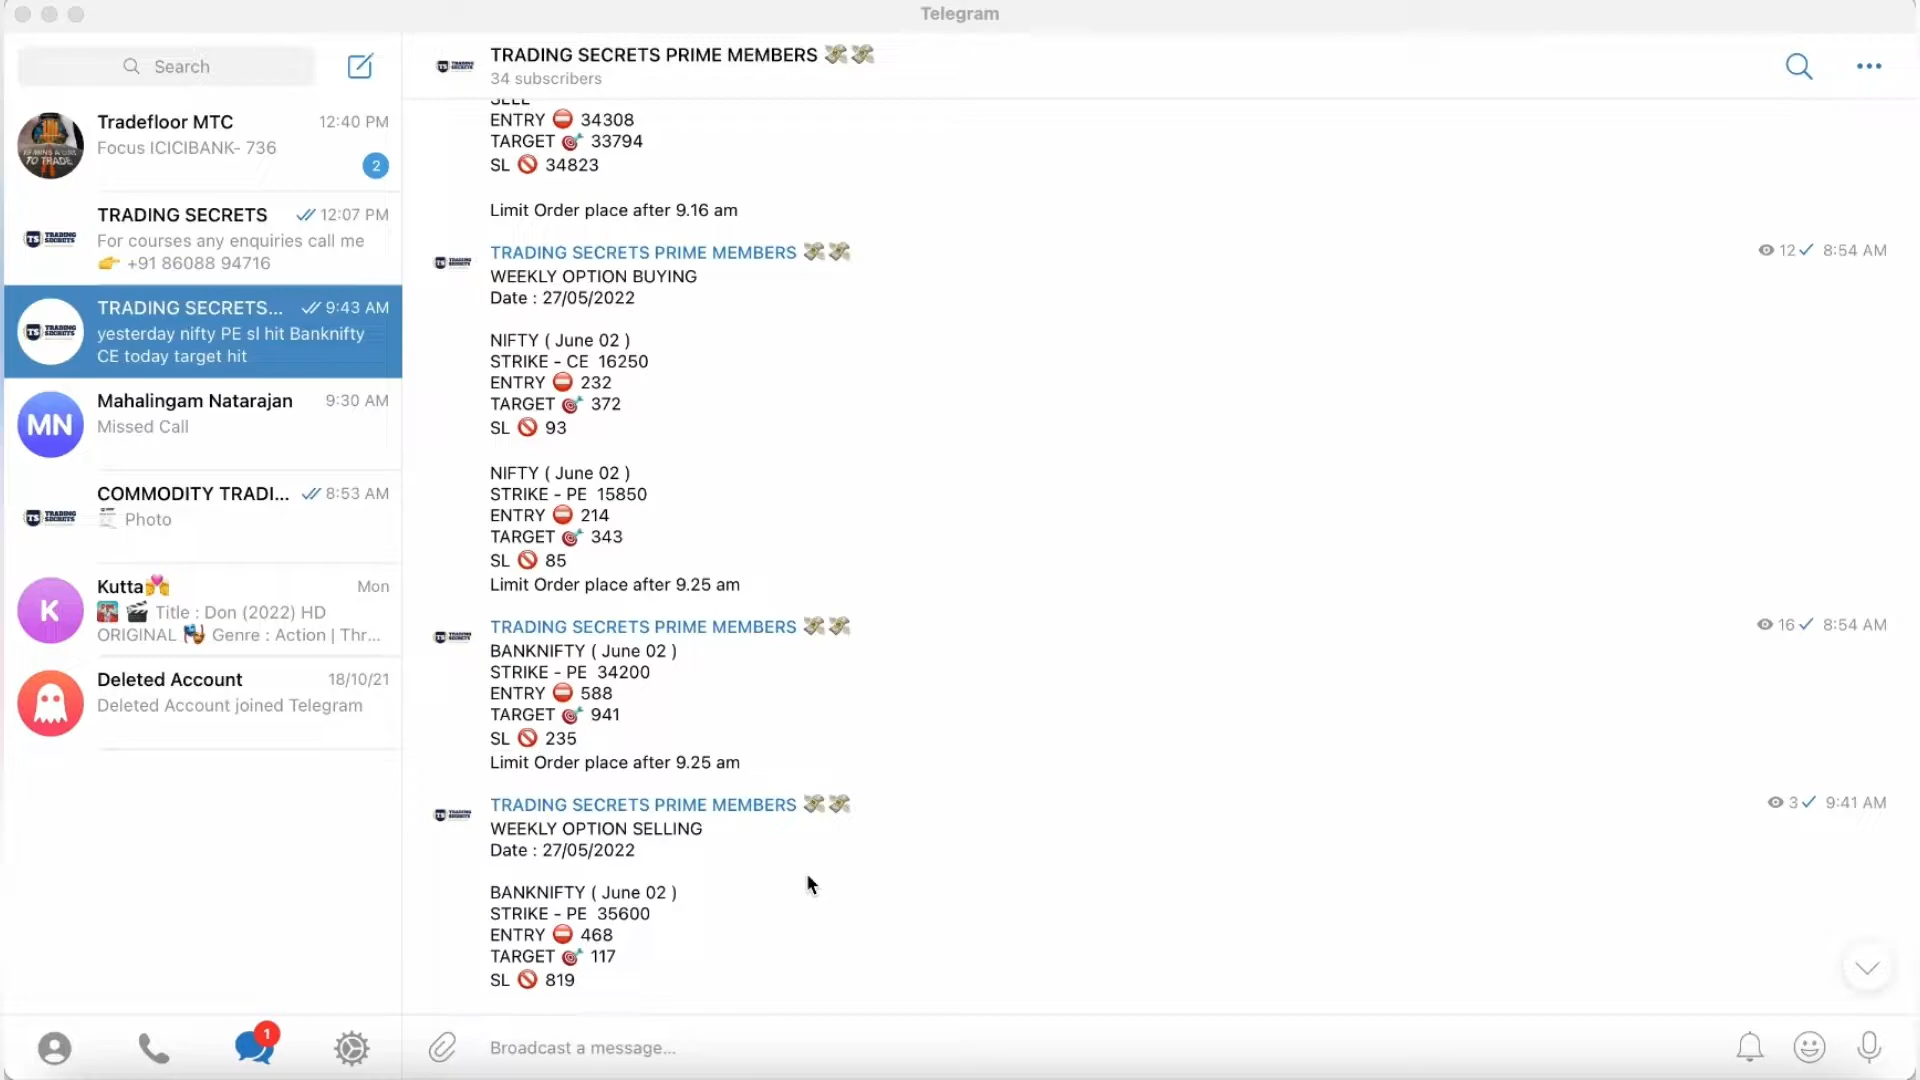 Telegram
Search
Tradefloor MTC 12:40 PM
Focus ICICIBANK- 736
2
TRADING SECRETS 12:07 PM
For courses any enquiries call me
👉 +91 86088 94716
TRADING SECRETS... 9:43 AM
yesterday nifty PE sl hit Banknifty
CE today target hit
MN
Mahalingam Natarajan 9:30 AM
Missed Call
COMMODITY TRADI... 8:53 AM
Photo
K
Kutta Mon
Title : Don (2022) HD
ORIGINAL 🎭 Genre : Action | Thr...
Deleted Account 18/10/21
Deleted Account joined Telegram
1
TRADING SECRETS PRIME MEMBERS 💸💸
34 subscribers
SELL
ENTRY ⛔ 34308
TARGET 🎯 33794
SL 🚫 34823
Limit Order place after 9.16 am
TRADING SECRETS PRIME MEMBERS 💸💸 12 8:54 AM
WEEKLY OPTION BUYING
Date : 27/05/2022
NIFTY ( June 02 )
STRIKE - CE 16250
ENTRY ⛔ 232
TARGET 🎯 372
SL 🚫 93
NIFTY ( June 02 )
STRIKE - PE 15850
ENTRY ⛔ 214
TARGET 🎯 343
SL 🚫 85
Limit Order place after 9.25 am
TRADING SECRETS PRIME MEMBERS 💸💸 16 8:54 AM
BANKNIFTY ( June 02 )
STRIKE - PE 34200
ENTRY ⛔ 588
TARGET 🎯 941
SL 🚫 235
Limit Order place after 9.25 am
TRADING SECRETS PRIME MEMBERS 💸💸 3 9:41 AM
WEEKLY OPTION SELLING
Date : 27/05/2022
BANKNIFTY ( June 02 )
STRIKE - PE 35600
ENTRY ⛔ 468
TARGET 🎯 117
SL 🚫 819
Broadcast a message...